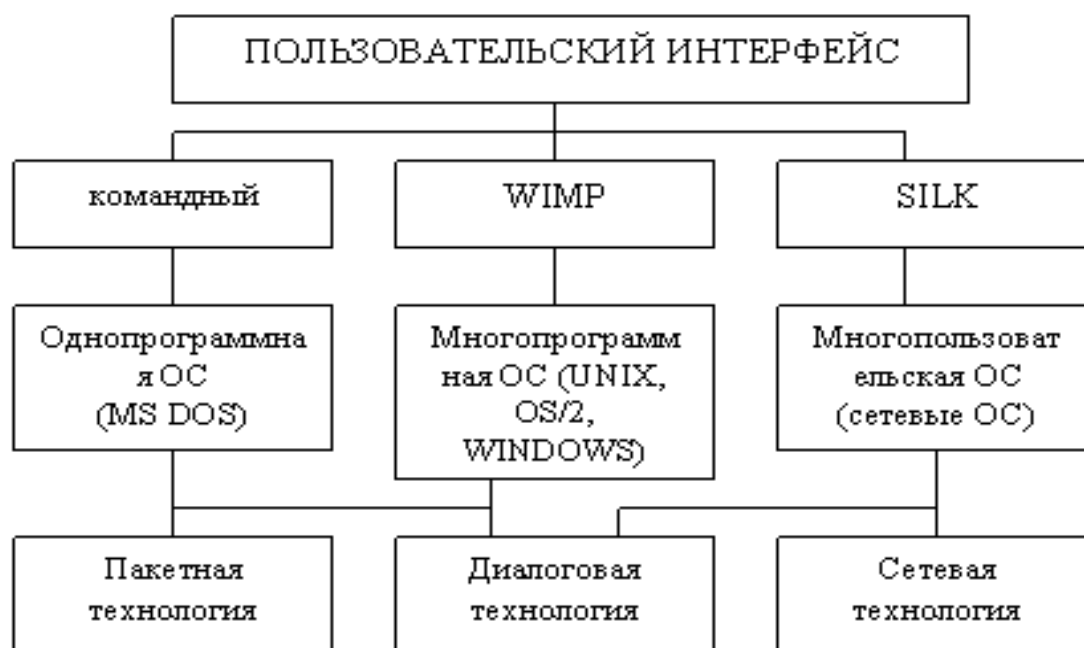 ПОЛЬЗОВАТЕЛЬСКИЙ ИНТЕРФЕЙС
командный
WIMP
SILK
Однопрограммна
я ОС
(MS DOS)
Многопрограмм
ная ОС (UNIX,
OS/2,
WINDOWS)
Многопользоват
ельская ОС
(сетевые ОС)
Пакетная
технология
Диалоговая
технология
Сетевая
технология